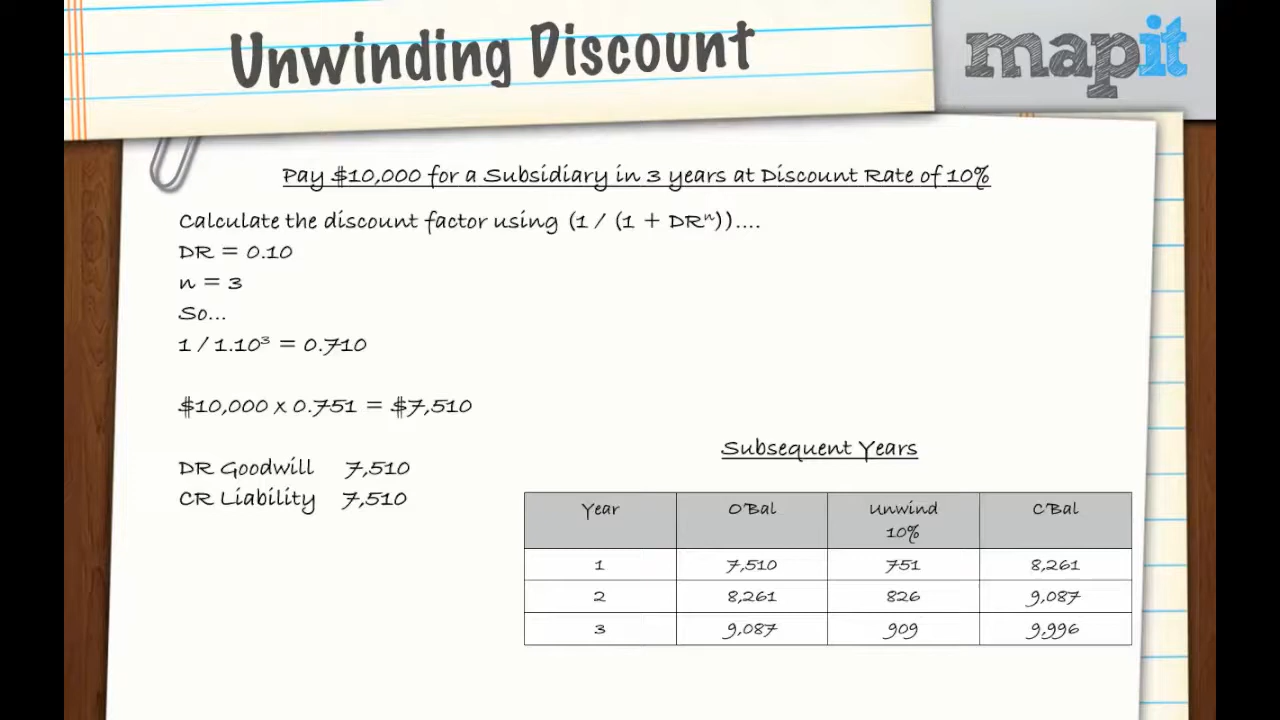 Unwinding Discount
mapit
Pay $10,000 for a Subsidiary in 3 years at Discount Rate of 10%
Calculate the discount factor using (1 / (1 + DRⁿ))....
DR = 0.10
n = 3
So...
1 / 1.10³ = 0.710
$10,000 x 0.751 = $7,510
DR Goodwill 7,510
CR Liability 7,510
Subsequent Years
Year O'Bal Unwind 10% C'Bal
1 7,510 751 8,261
2 8,261 826 9,087
3 9,087 909 9,996